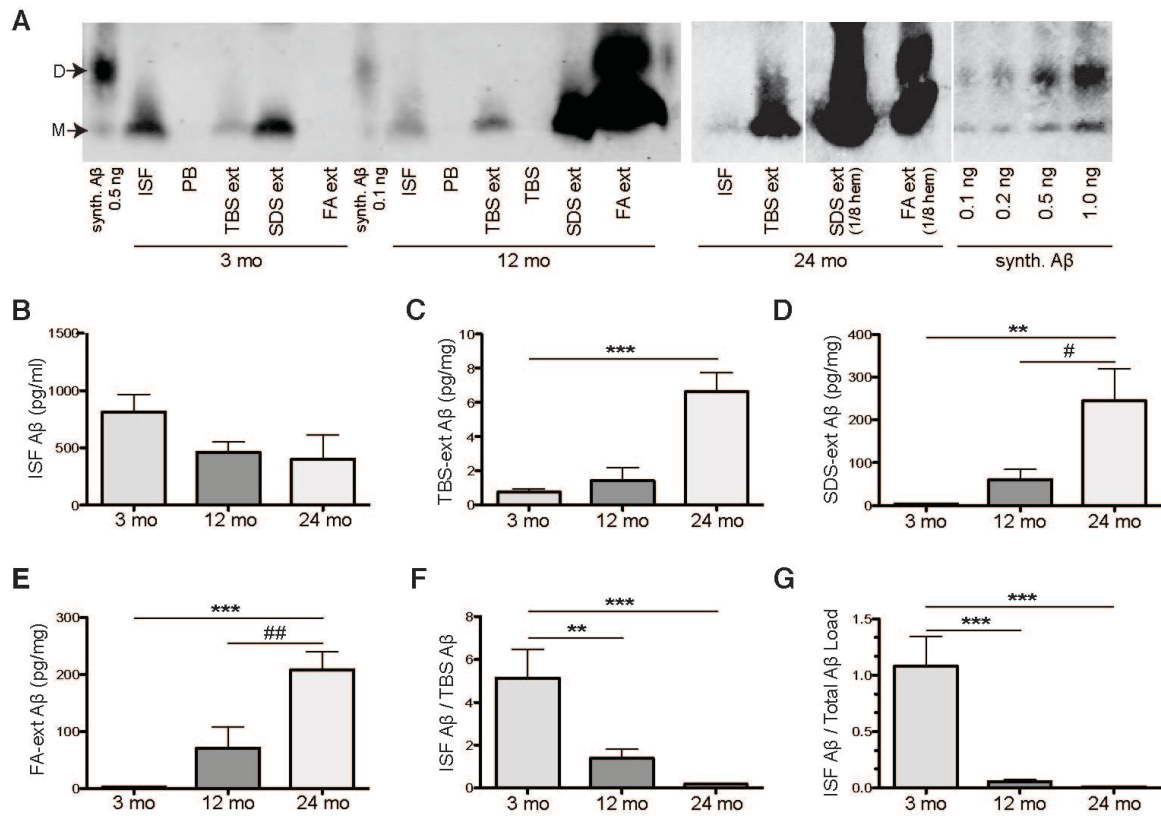 A
D
M
synth. Aβ 0.5 ng
ISF
PB
TBS ext
SDS ext
FA ext
synth. Aβ 0.1 ng
ISF
PB
TBS ext
TBS
SDS ext
FA ext
ISF
TBS ext
SDS ext (1/8 hem)
FA ext (1/8 hem)
0.1 ng
0.2 ng
0.5 ng
1.0 ng
3 mo
12 mo
24 mo
synth. Aβ
B
ISF Aβ (pg/ml)
1500
1000
500
0
3 mo 12 mo 24 mo
C
TBS-ext Aβ (pg/mg)
10
8
6
4
2
0
***
3 mo 12 mo 24 mo
D
SDS-ext Aβ (pg/mg)
400
300
200
100
0
**
#
3 mo 12 mo 24 mo
E
FA-ext Aβ (pg/mg)
300
200
100
0
***
##
3 mo 12 mo 24 mo
F
ISF Aβ / TBS Aβ
8
6
4
2
0
***
**
3 mo 12 mo 24 mo
G
ISF Aβ / Total Aβ Load
1.5
1.0
0.5
0.0
***
***
3 mo 12 mo 24 mo